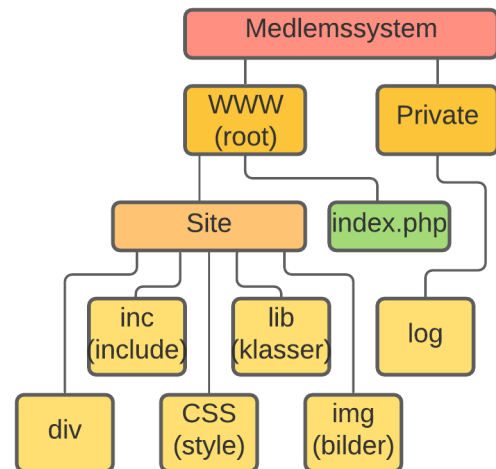 Medlemssystem
WWW
(root)
Private
Site
index.php
inc
(include)
lib
(klasser)
log
div
CSS
(style)
img
(bilder)